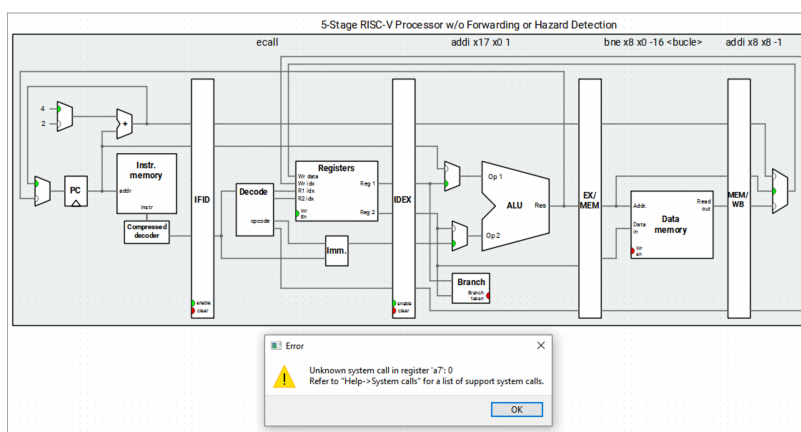 5-Stage RISC-V Processor w/o Forwarding or Hazard Detection
ecall
addi x17 x0 1
bne x8 x0 -16 <bucle>
addi x8 x8 -1
4
2
+
PC
Instr.
memory
addr
instr
Compressed
decoder
IFID
enable
clear
Decode
opcode
Registers
Wr data
Wr idx
R1 idx
R2 idx
Wr
En
Reg 1
Reg 2
Imm.
IDEX
enable
clear
Op 1
ALU
Res
Op 2
Branch
Branch
taken
EX/
MEM
Addr.
Data
in
Wr
en
Read
out
Data
memory
MEM/
WB
Error
Unknown system call in register 'a7': 0
Refer to "Help->System calls" for a list of support system calls.
OK